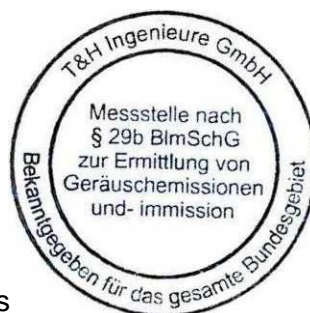 T&H Ingenieure GmbH
Messstelle nach
§ 29b BImSchG
zur Ermittlung von
Geräuschemissionen
und- immission
Bekanntgegeben für das gesamte Bundesgebiet
s